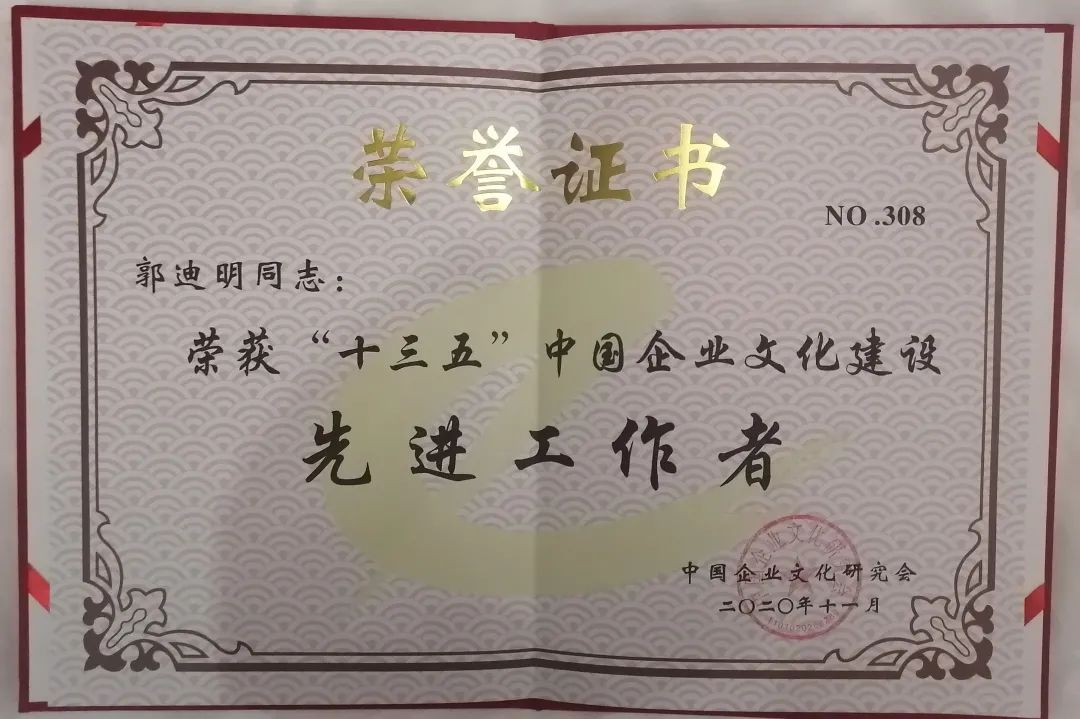 荣誉证书
NO .308
郭迪明同志：
荣获“十三五”中国企业文化建设
先进工作者
中国企业文化研究会
二〇二〇年十一月